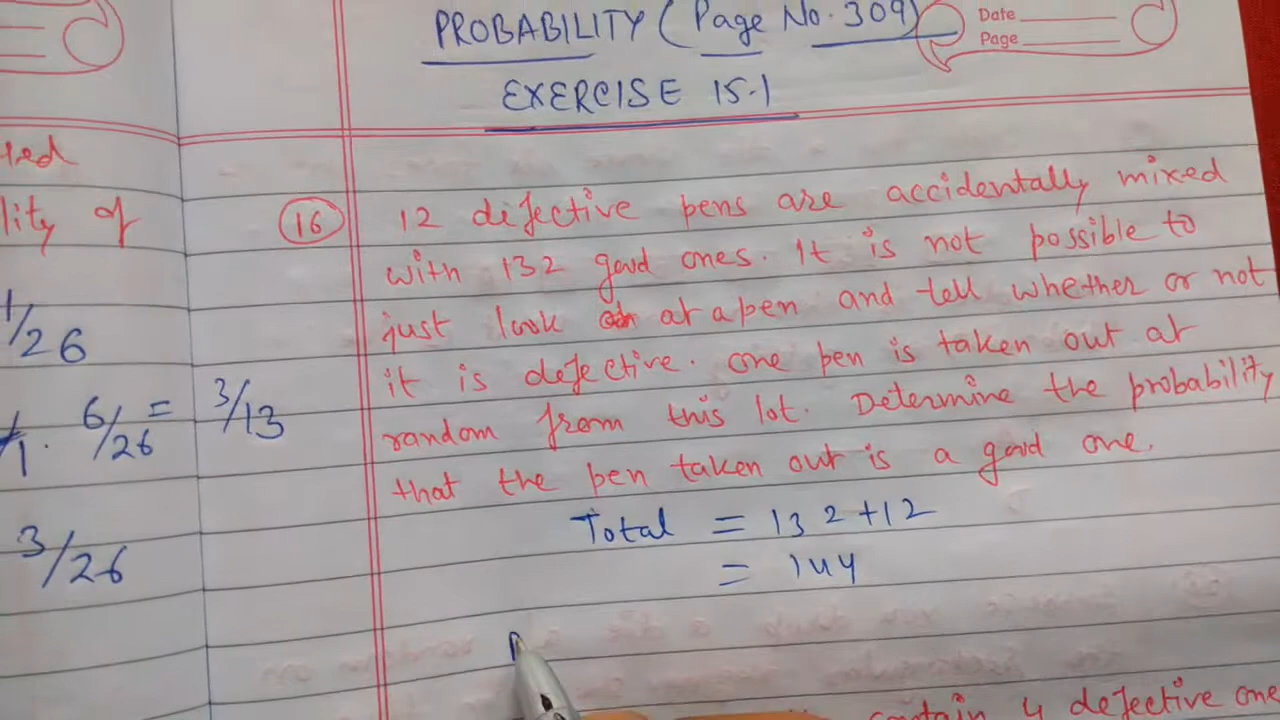 PROBABILITY (Page No. 309)
Date
Page
EXERCISE 15.1
lity of
1/26
6/26 = 3/13
3/26
16 12 defective pens are accidentally mixed
with 132 good ones. It is not possible to
just look at a pen and tell whether or not
it is defective. One pen is taken out at
random from this lot. Determine the probability
that the pen taken out is a good one.
Total = 132 + 12
= 144
contain 4 defective one